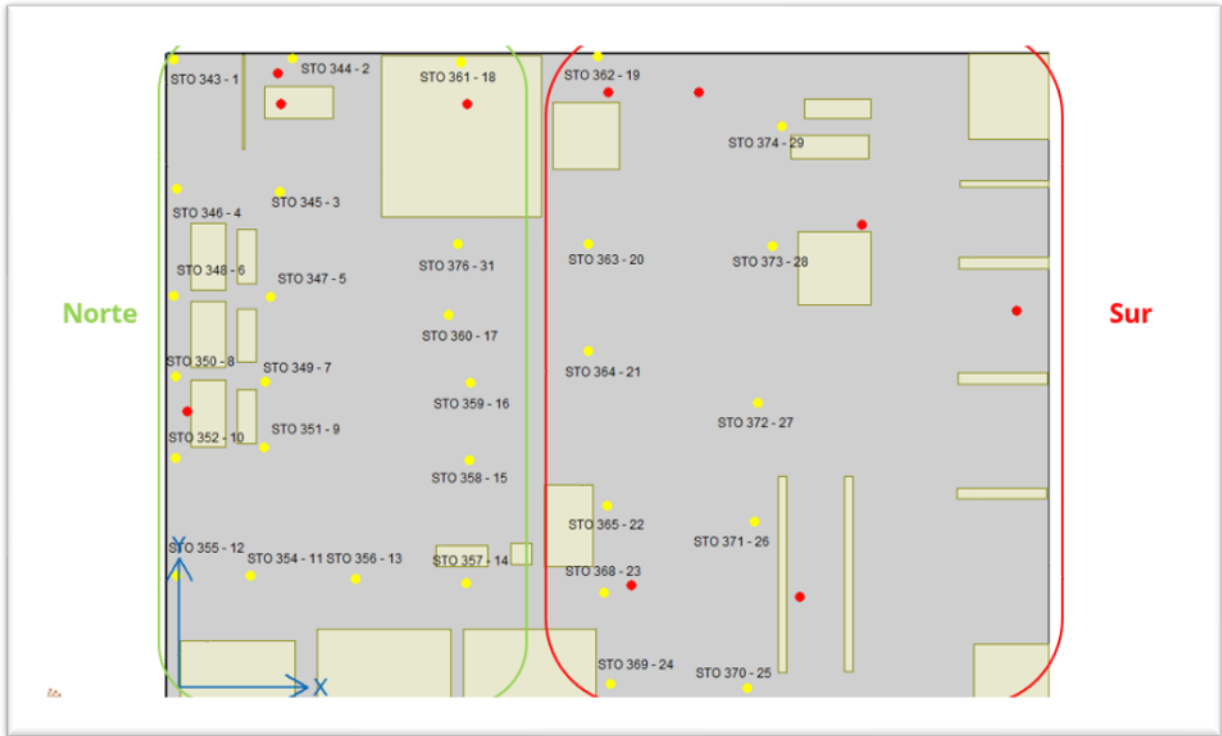 STO 343 - 1
STO 344 - 2
STO 361 - 18
STO 362 - 19
STO 374 - 29
STO 346 - 4
STO 345 - 3
STO 348 - 6
STO 347 - 5
STO 376 - 31
STO 363 - 20
STO 373 - 28
Norte
Sur
STO 360 - 17
STO 350 - 8
STO 349 - 7
STO 364 - 21
STO 359 - 16
STO 352 - 10
STO 351 - 9
STO 372 - 27
STO 358 - 15
STO 365 - 22
STO 371 - 26
Y
STO 355 - 12
STO 354 - 11
STO 356 - 13
STO 357 - 14
STO 368 - 23
STO 369 - 24
STO 370 - 25
X